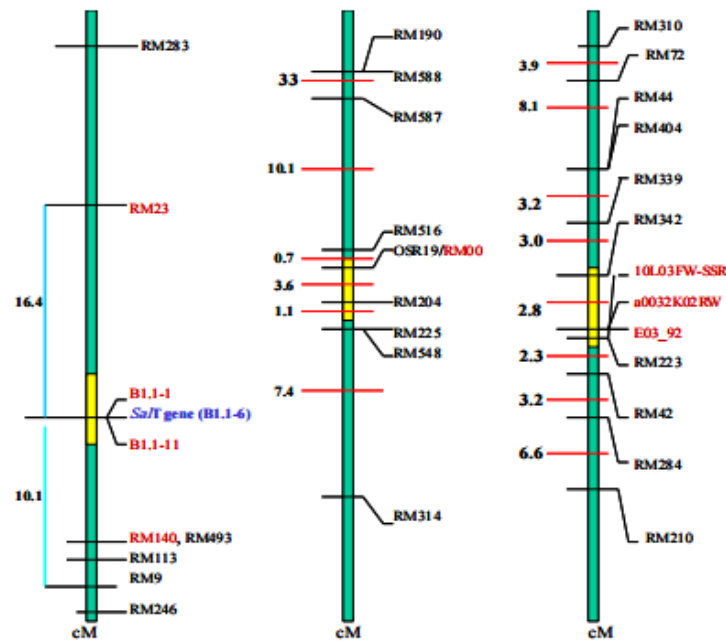 RM283
RM23
16.4
B1.1-1
SalT gene (B1.1-6)
B1.1-11
10.1
RM140, RM493
RM113
RM9
RM246
cM
RM190
3.3
RM588
RM587
10.1
RM516
OSR19/RM00
0.7
3.6
RM204
1.1
RM225
RM548
7.4
RM314
cM
RM310
RM72
3.9
8.1
RM44
RM404
RM339
3.2
RM342
3.0
10L03FW-SSR
a0032K02RW
2.8
E03_92
2.3
RM223
3.2
RM42
6.6
RM284
RM210
cM